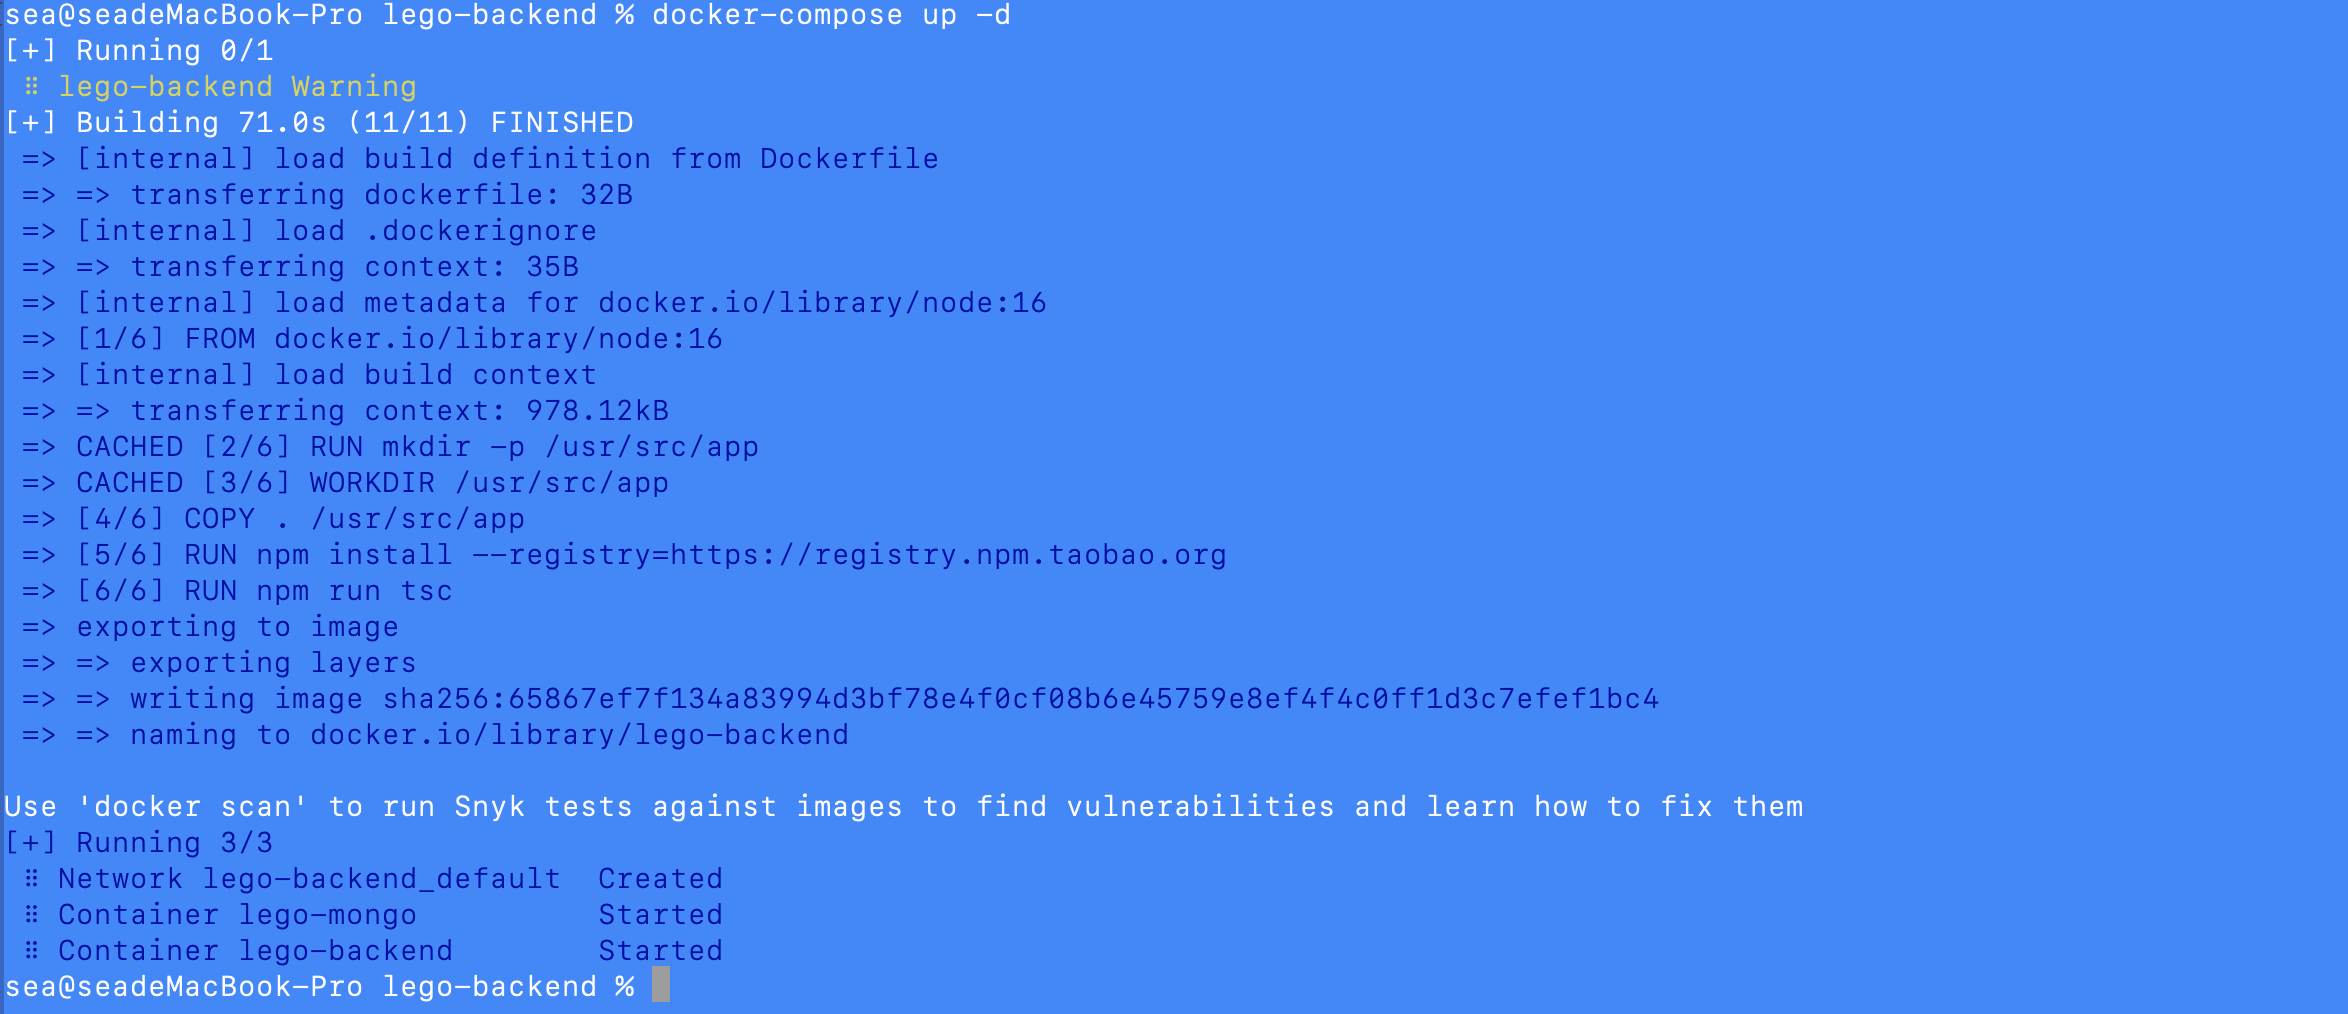 sea@seadeMacBook-Pro lego-backend % docker-compose up -d
[+] Running 0/1
⠿ lego-backend Warning
[+] Building 71.0s (11/11) FINISHED
=> [internal] load build definition from Dockerfile
=> => transferring dockerfile: 32B
=> [internal] load .dockerignore
=> => transferring context: 35B
=> [internal] load metadata for docker.io/library/node:16
=> [1/6] FROM docker.io/library/node:16
=> [internal] load build context
=> => transferring context: 978.12kB
=> CACHED [2/6] RUN mkdir -p /usr/src/app
=> CACHED [3/6] WORKDIR /usr/src/app
=> [4/6] COPY . /usr/src/app
=> [5/6] RUN npm install --registry=https://registry.npm.taobao.org
=> [6/6] RUN npm run tsc
=> exporting to image
=> => exporting layers
=> => writing image sha256:65867ef7f134a83994d3bf78e4f0cf08b6e45759e8ef4f4c0ff1d3c7efef1bc4
=> => naming to docker.io/library/lego-backend
Use 'docker scan' to run Snyk tests against images to find vulnerabilities and learn how to fix them
[+] Running 3/3
⠿ Network lego-backend_default  Created
⠿ Container lego-mongo          Started
⠿ Container lego-backend        Started
sea@seadeMacBook-Pro lego-backend %